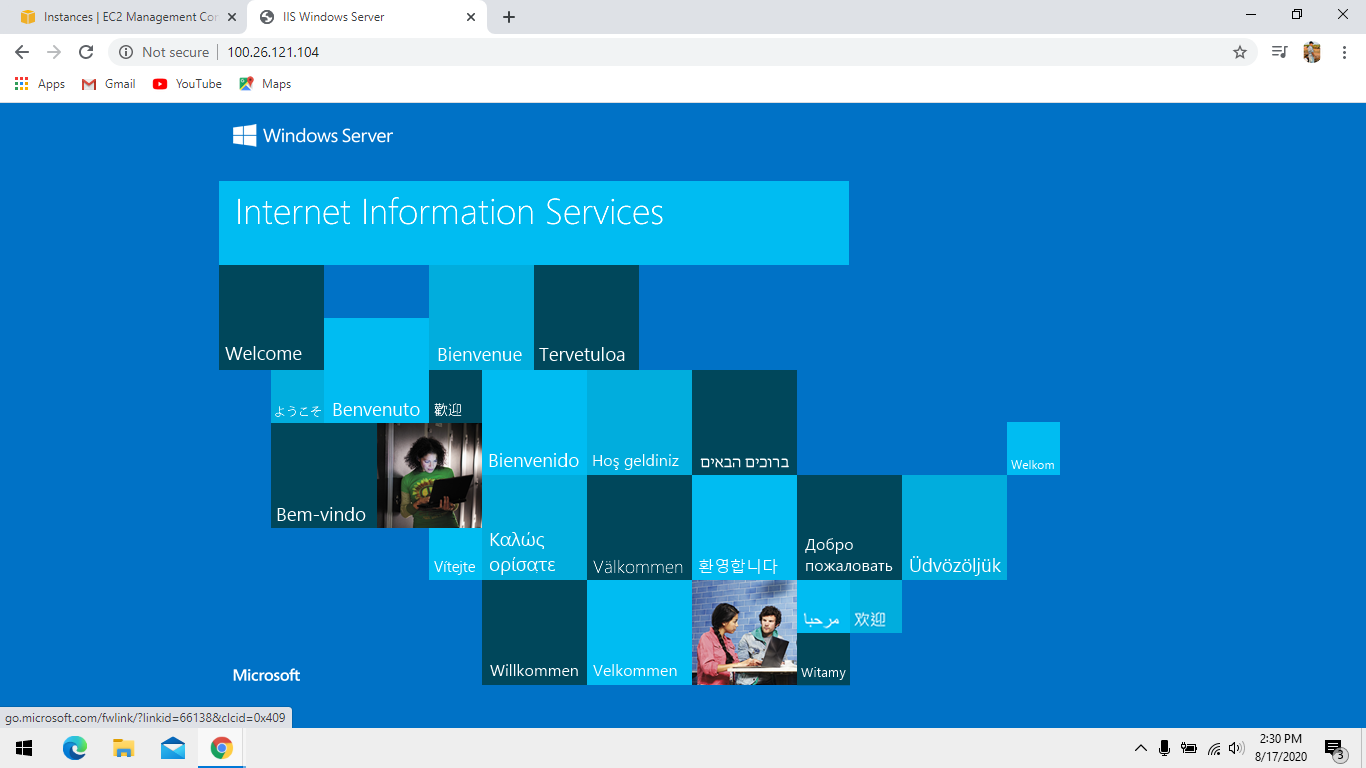 Instances | EC2 Management Con
IIS Windows Server
Not secure
100.26.121.104
Apps
Gmail
YouTube
Maps
Windows Server
Internet Information Services
Welcome
Bienvenue
Tervetuloa
ようこそ
Benvenuto
歡迎
Bienvenido
Hoş geldiniz
ברוכים הבאים
Welkom
Bem-vindo
Vítejte
Καλώς
ορίσατε
Välkommen
환영합니다
Добро
пожаловать
Üdvözöljük
Willkommen
Velkommen
مرحبا
欢迎
Witamy
Microsoft
go.microsoft.com/fwlink/?linkid=66138&clcid=0x409
2:30 PM
8/17/2020
3